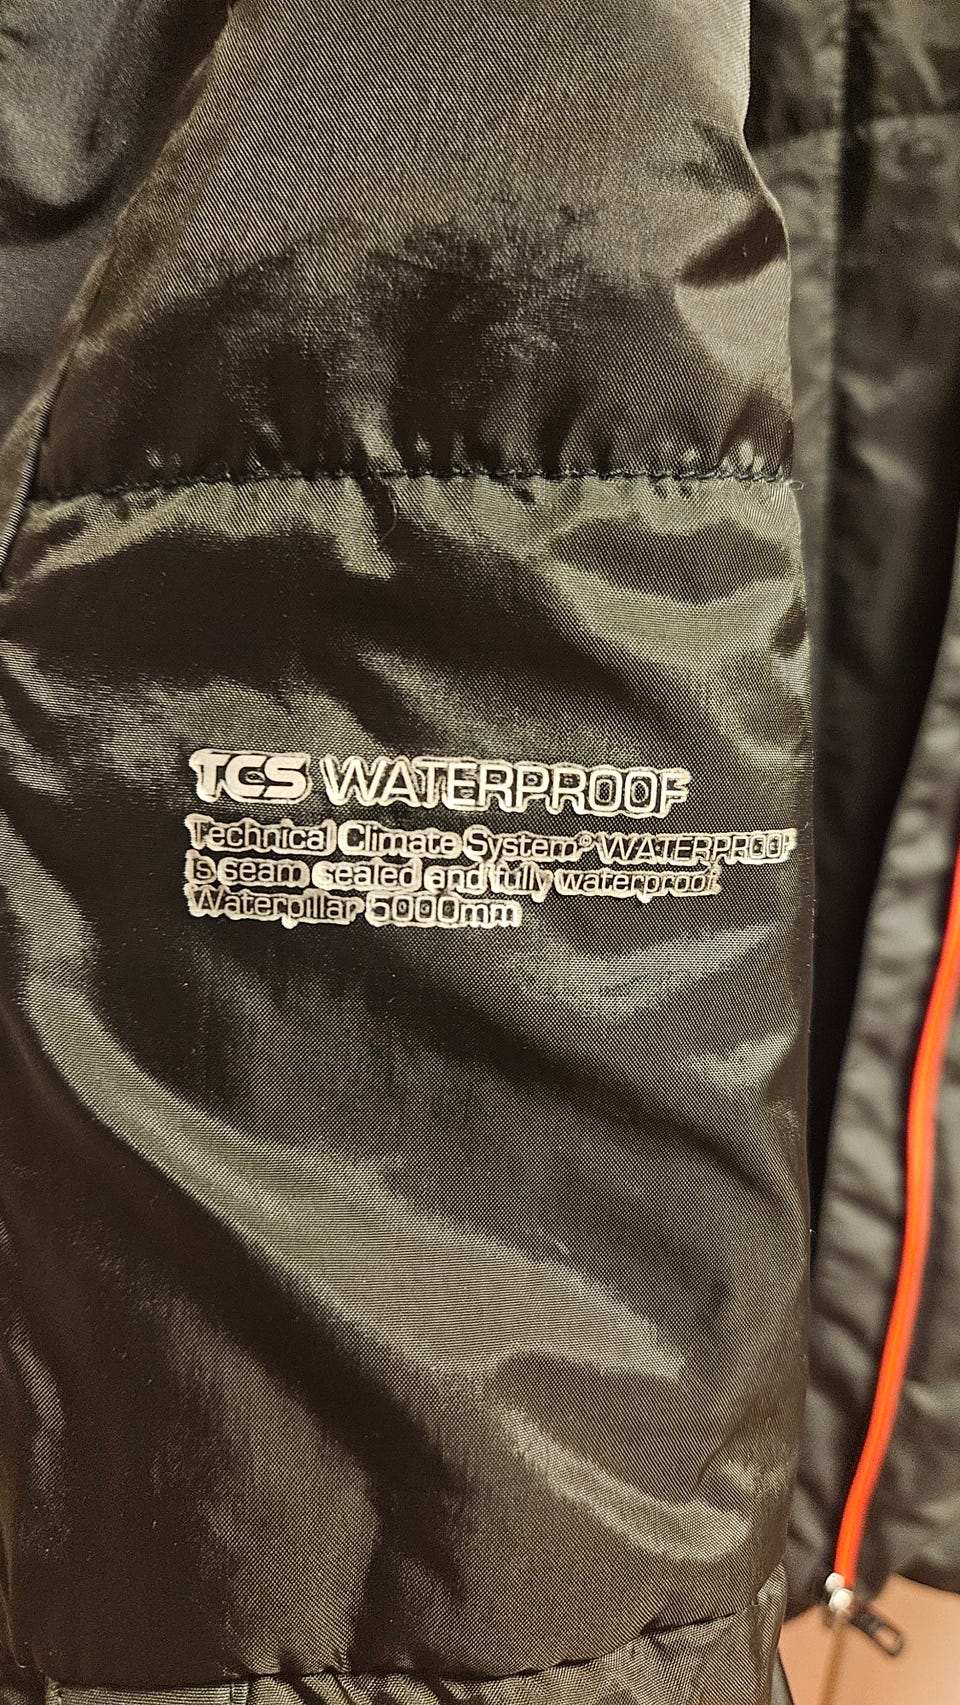 TCS WATERPROOF
Technical Climate System® WATERPROOF
is seam sealed and fully waterproof
Waterpillar 5000mm